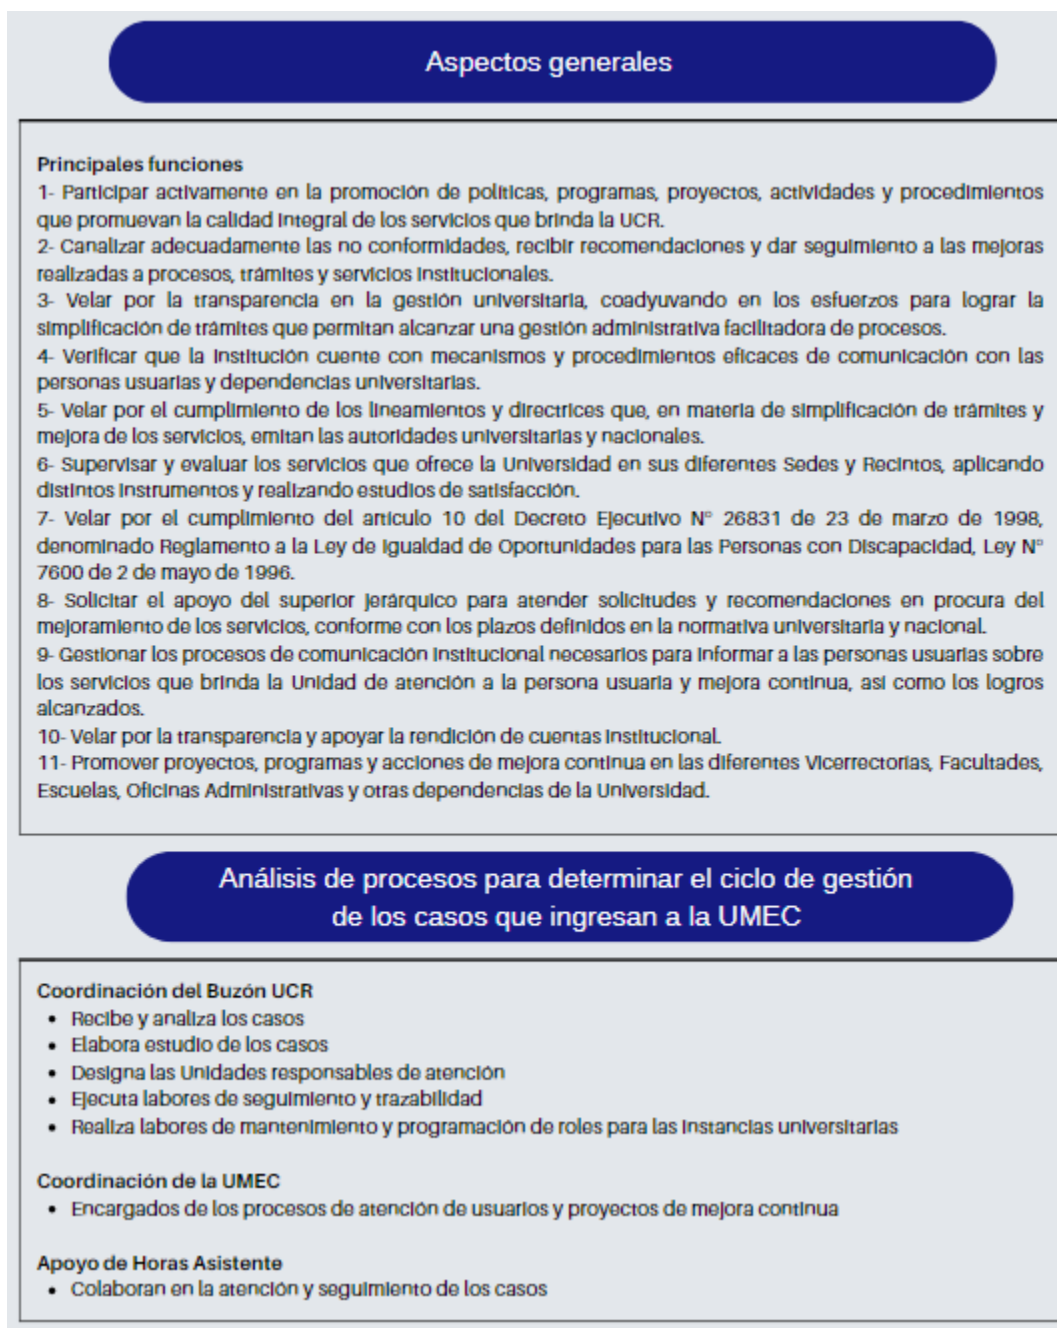 Aspectos generales
Principales funciones
1- Participar activamente en la promoción de políticas, programas, proyectos, actividades y procedimientos
que promuevan la calidad integral de los servicios que brinda la UCR.
2- Canalizar adecuadamente las no conformidades, recibir recomendaciones y dar seguimiento a las mejoras
realizadas a procesos, trámites y servicios institucionales.
3- Velar por la transparencia en la gestión universitaria, coadyuvando en los esfuerzos para lograr la
simplificación de trámites que permitan alcanzar una gestión administrativa facilitadora de procesos.
4- Verificar que la Institución cuente con mecanismos y procedimientos eficaces de comunicación con las
personas usuarias y dependencias universitarias.
5- Velar por el cumplimiento de los lineamientos y directrices que, en materia de simplificación de trámites y
mejora de los servicios, emitan las autoridades universitarias y nacionales.
6- Supervisar y evaluar los servicios que ofrece la Universidad en sus diferentes Sedes y Recintos, aplicando
distintos instrumentos y realizando estudios de satisfacción.
7- Velar por el cumplimiento del artículo 10 del Decreto Ejecutivo N° 26831 de 23 de marzo de 1998,
denominado Reglamento a la Ley de Igualdad de Oportunidades para las Personas con Discapacidad, Ley N°
7600 de 2 de mayo de 1996.
8- Solicitar el apoyo del superior jerárquico para atender solicitudes y recomendaciones en procura del
mejoramiento de los servicios, conforme con los plazos definidos en la normativa universitaria y nacional.
9- Gestionar los procesos de comunicación institucional necesarios para informar a las personas usuarias sobre
los servicios que brinda la Unidad de atención a la persona usuaria y mejora continua, así como los logros
alcanzados.
10- Velar por la transparencia y apoyar la rendición de cuentas institucional.
11- Promover proyectos, programas y acciones de mejora continua en las diferentes Vicerrectorías, Facultades,
Escuelas, Oficinas Administrativas y otras dependencias de la Universidad.
Análisis de procesos para determinar el ciclo de gestión
de los casos que ingresan a la UMEC
Coordinación del Buzón UCR
• Recibe y analiza los casos
• Elabora estudio de los casos
• Designa las Unidades responsables de atención
• Ejecuta labores de seguimiento y trazabilidad
• Realiza labores de mantenimiento y programación de roles para las instancias universitarias
Coordinación de la UMEC
• Encargados de los procesos de atención de usuarios y proyectos de mejora continua
Apoyo de Horas Asistente
• Colaboran en la atención y seguimiento de los casos